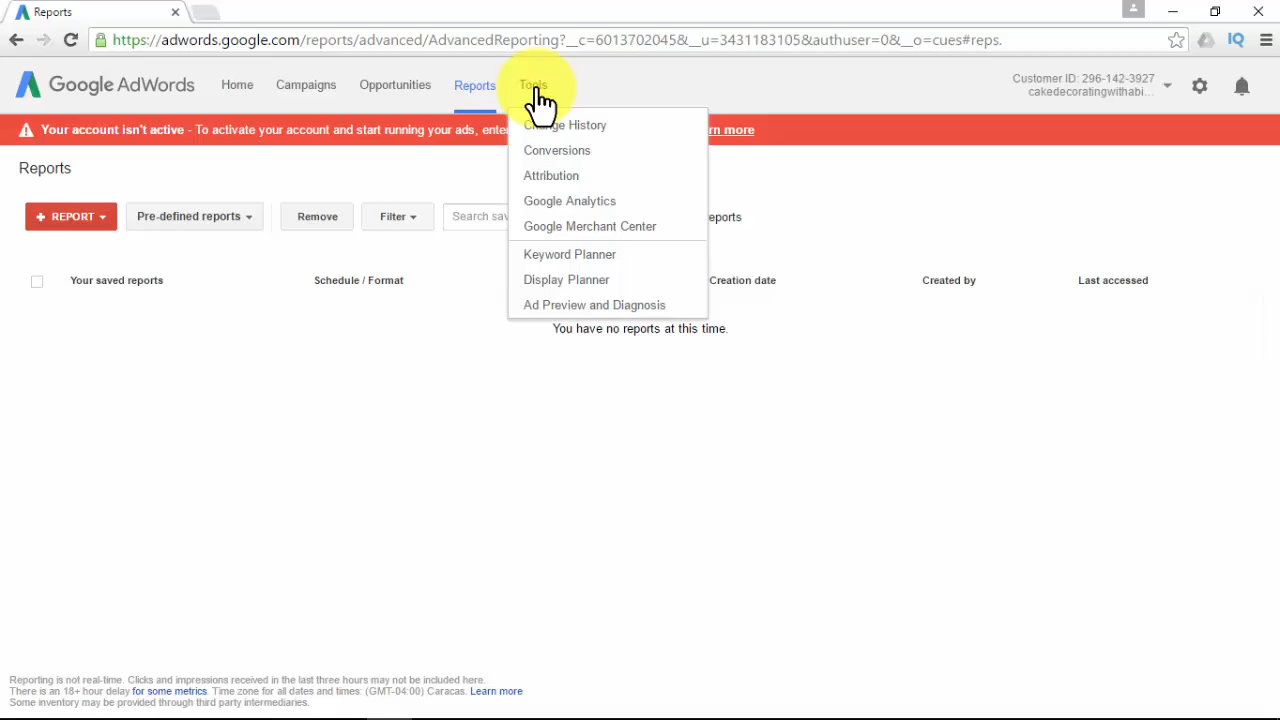 Reports
https://adwords.google.com/reports/advanced/AdvancedReporting?__c=6013702045&__u=3431183105&authuser=0&__o=cues#reps.
IQ
Google AdWords Home Campaigns Opportunities Reports Tools
Customer ID: 296-142-3927
cakedecoratingwithabi...
Your account isn't active - To activate your account and start running your ads, enter
rn more
Change History
Conversions
Attribution
Google Analytics
Google Merchant Center
Keyword Planner
Display Planner
Ad Preview and Diagnosis
Reports
+ REPORT Pre-defined reports Remove Filter Search sav eports
Your saved reports Schedule / Format Creation date Created by Last accessed
You have no reports at this time.
Reporting is not real-time. Clicks and impressions received in the last three hours may not be included here.
There is an 18+ hour delay for some metrics. Time zone for all dates and times: (GMT-04:00) Caracas. Learn more
Some inventory may be provided through third party intermediaries.